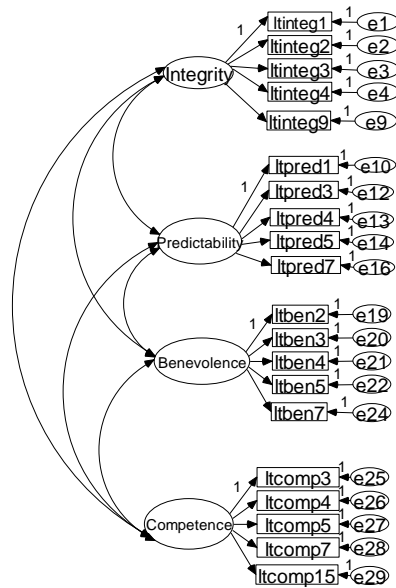 1 ltinteg1 1 e1
ltinteg2 1 e2
Integrity ltinteg3 1 e3
ltinteg4 1 e4
ltinteg9 1 e9
1 ltpred1 1 e10
ltpred3 1 e12
Predictability ltpred4 1 e13
ltpred5 1 e14
ltpred7 1 e16
1 ltben2 1 e19
ltben3 1 e20
Benevolence ltben4 1 e21
ltben5 1 e22
ltben7 1 e24
1 ltcomp3 1 e25
ltcomp4 1 e26
Competence ltcomp5 1 e27
ltcomp7 1 e28
ltcomp15 1 e29